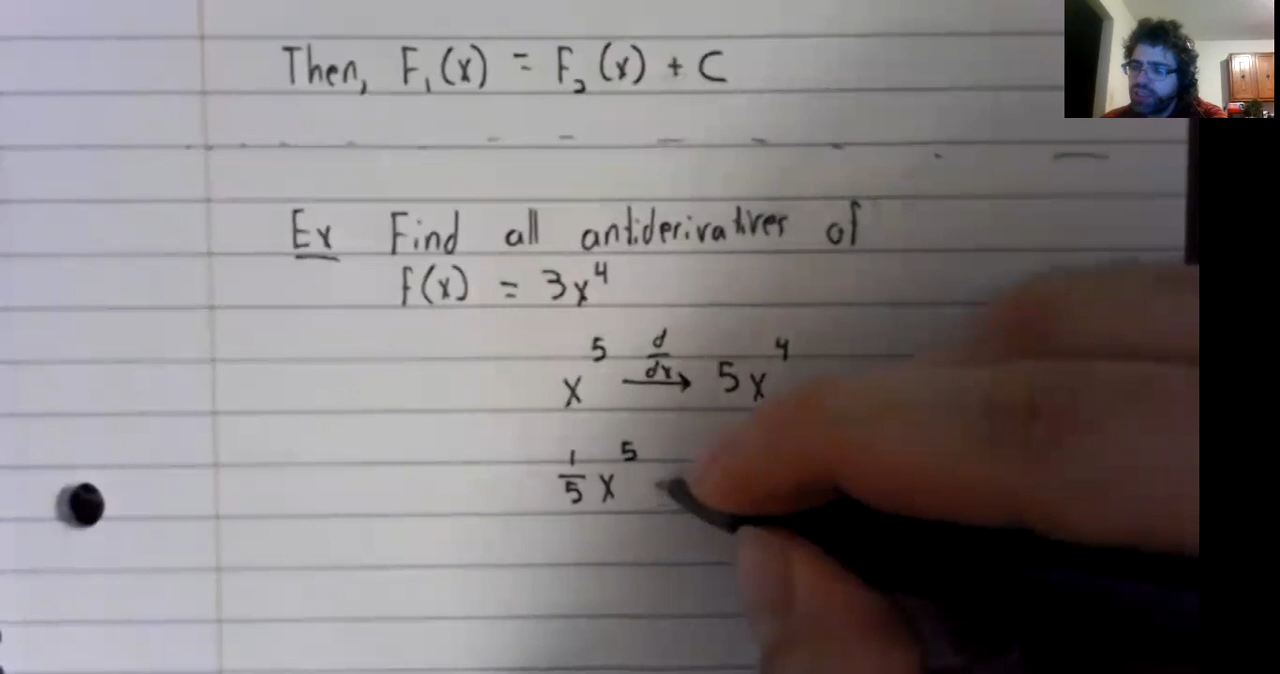 Then, F₁(x) = F₂(x) + C
Ex Find all antiderivatives of
f(x) = 3x⁴
x⁵ d/dx → 5x⁴
1/5 x⁵